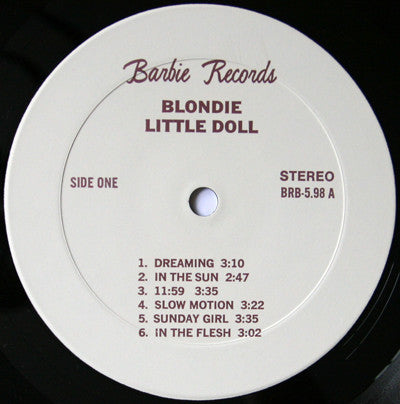 Barbie Records
BLONDIE
LITTLE DOLL
SIDE ONE
STEREO
BRB-5.98 A
1. DREAMING 3:10
2. IN THE SUN 2:47
3. 11:59 3:35
4. SLOW MOTION 3:22
5. SUNDAY GIRL 3:35
6. IN THE FLESH 3:02